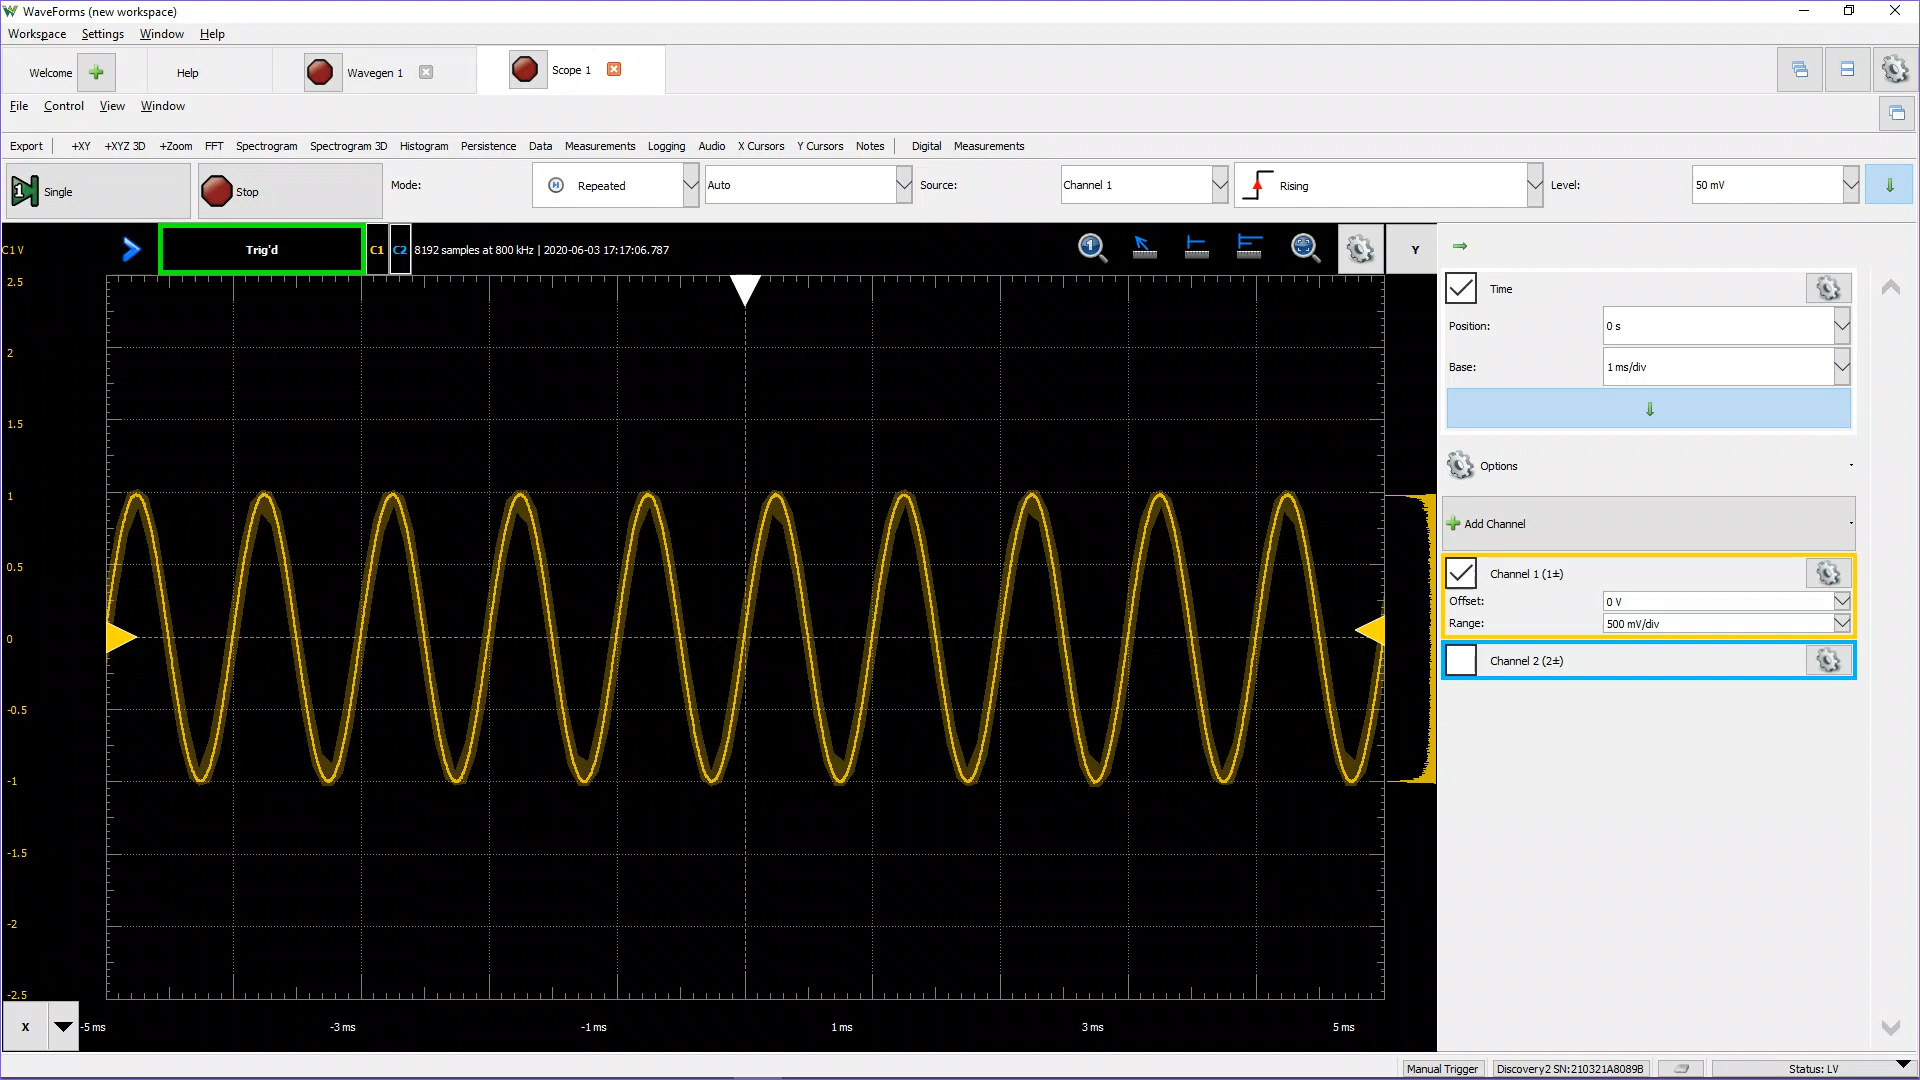 WaveForms (new workspace)
Workspace Settings Window Help
Welcome Help Wavegen 1 Scope 1
File Control View Window
Export +XY +XYZ 3D +Zoom FFT Spectrogram Spectrogram 3D Histogram Persistence Data Measurements Logging Audio X Cursors Y Cursors Notes Digital Measurements
1 Single Stop Mode: Repeated Auto Source: Channel 1 Rising Level: 50 mV
C1 V Trig'd C1 C2 8192 samples at 800 kHz | 2020-06-03 17:17:06.787 1 Y
2.5
2
1.5
1
0.5
0
-0.5
-1
-1.5
-2
-2.5
X -5 ms -3 ms -1 ms 1 ms 3 ms 5 ms
Time
Position: 0 s
Base: 1 ms/div
Options
Add Channel
Channel 1 (1±)
Offset: 0 V
Range: 500 mV/div
Channel 2 (2±)
Manual Trigger Discovery2 SN:210321A8089B Status: LV